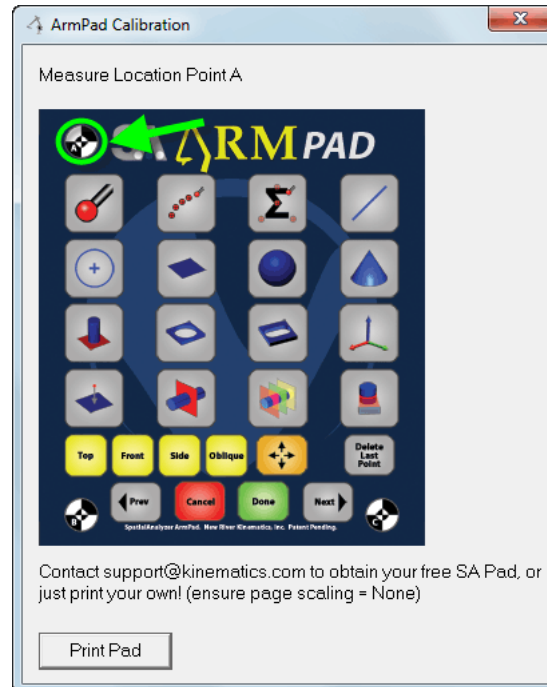 ArmPad Calibration
Measure Location Point A
A SA ARMPAD
Top Front Side Oblique Delete Last Point
Prev Cancel Done Next
B C
SpatialAnalyzer ArmPad. New River Kinematics, Inc. Patent Pending.
Contact support@kinematics.com to obtain your free SA Pad, or
just print your own! (ensure page scaling = None)
Print Pad